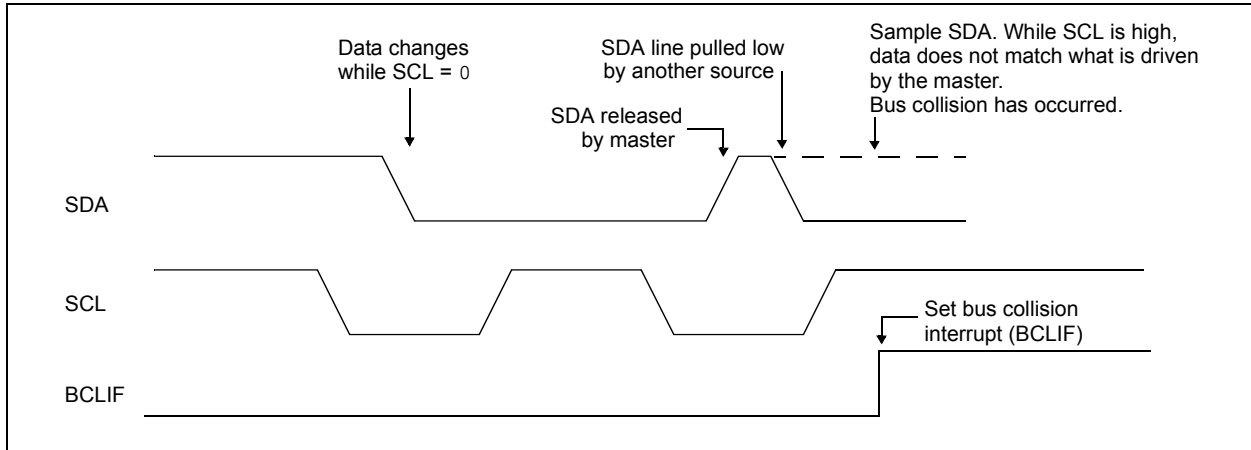 Data changes
while SCL = 0
SDA line pulled low
by another source
SDA released
by master
Sample SDA. While SCL is high,
data does not match what is driven
by the master.
Bus collision has occurred.
SDA
SCL
Set bus collision
interrupt (BCLIF)
BCLIF